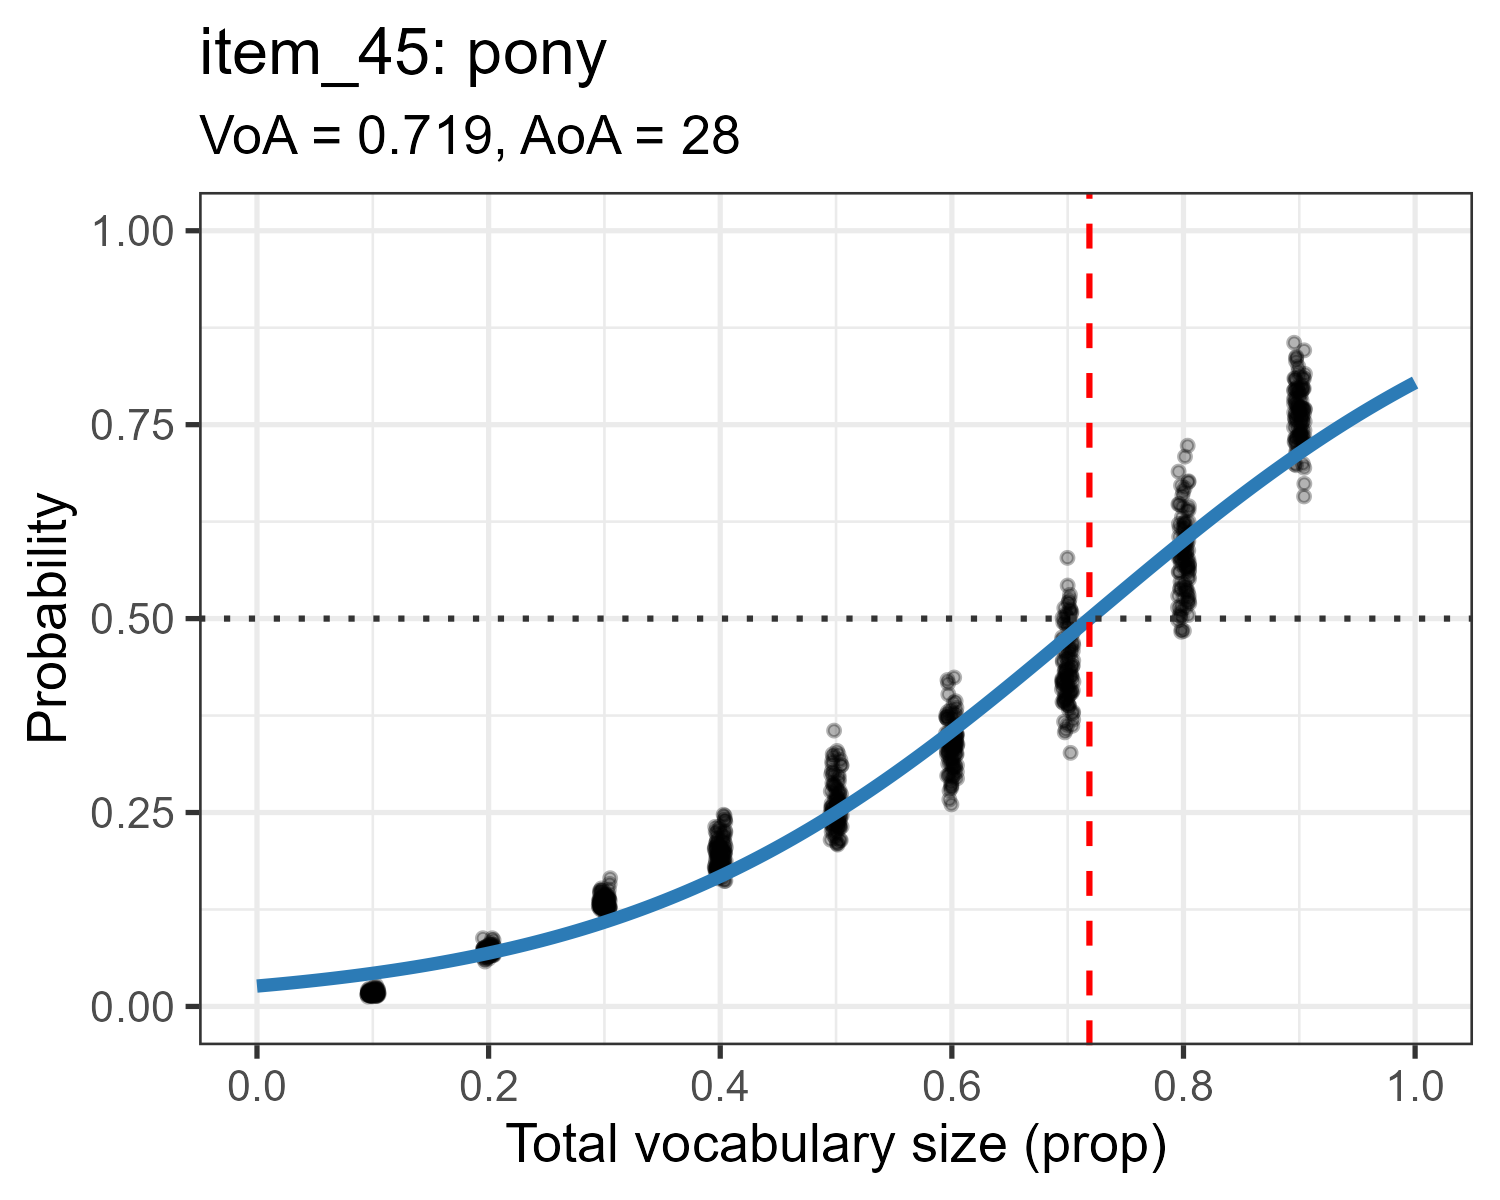 item_45: pony
VoA = 0.719, AoA = 28
1.00
0.75
0.50
0.25
0.00
Probability
0.0 0.2 0.4 0.6 0.8 1.0
Total vocabulary size (prop)